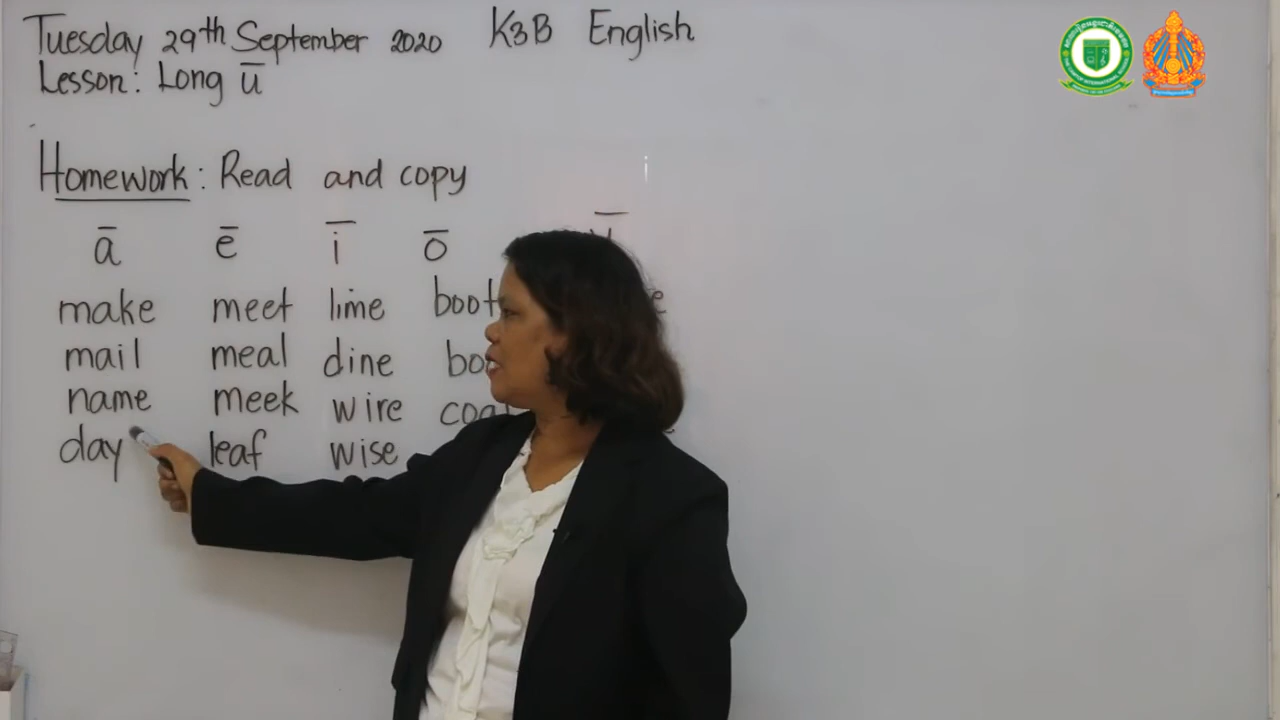 Tuesday 29th September 2020 K3B English
Lesson: Long ū
Homework: Read and copy
ā ē ī ō
make meet lime boot
mail meal dine
name meek wire
day leaf wise